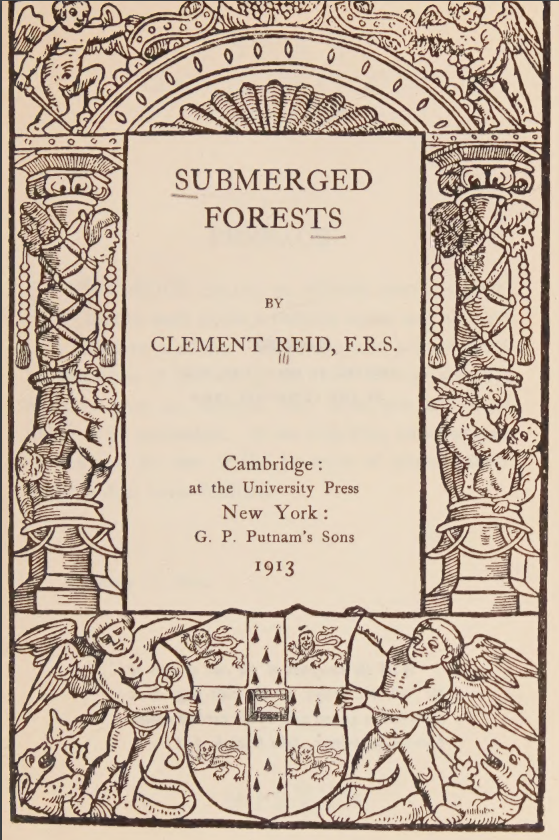 SUBMERGED
FORESTS
BY
CLEMENT REID, F.R.S.
Cambridge:
at the University Press
New York:
G. P. Putnam's Sons
1913